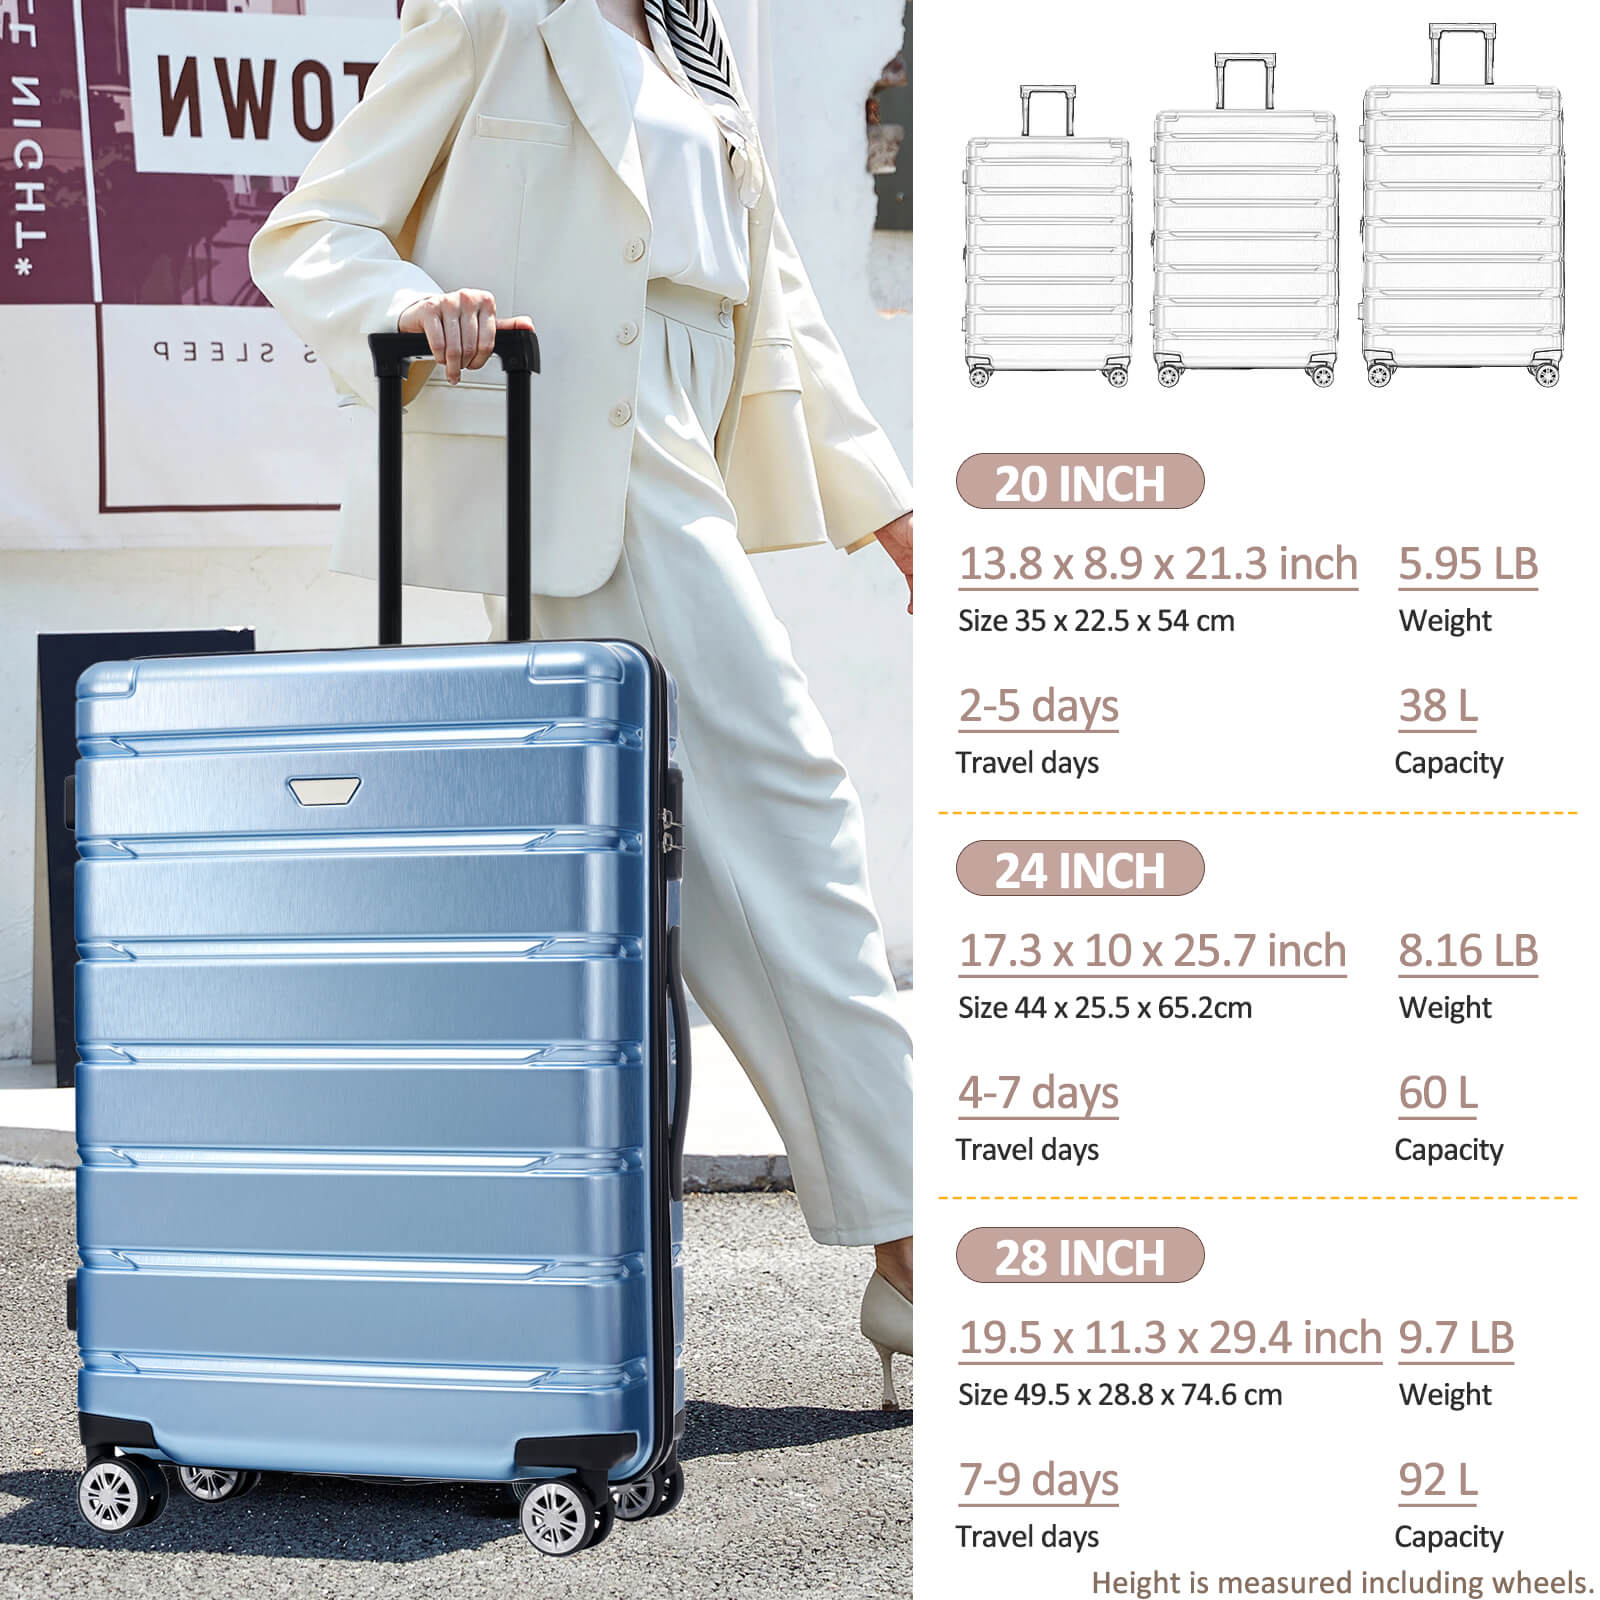 NIGHT*
TOWN
S SLEEP
20 INCH
13.8 x 8.9 x 21.3 inch
5.95 LB
Size 35 x 22.5 x 54 cm
Weight
2-5 days
38 L
Travel days
Capacity
24 INCH
17.3 x 10 x 25.7 inch
8.16 LB
Size 44 x 25.5 x 65.2cm
Weight
4-7 days
60 L
Travel days
Capacity
28 INCH
19.5 x 11.3 x 29.4 inch
9.7 LB
Size 49.5 x 28.8 x 74.6 cm
Weight
7-9 days
92 L
Travel days
Capacity
Height is measured including wheels.